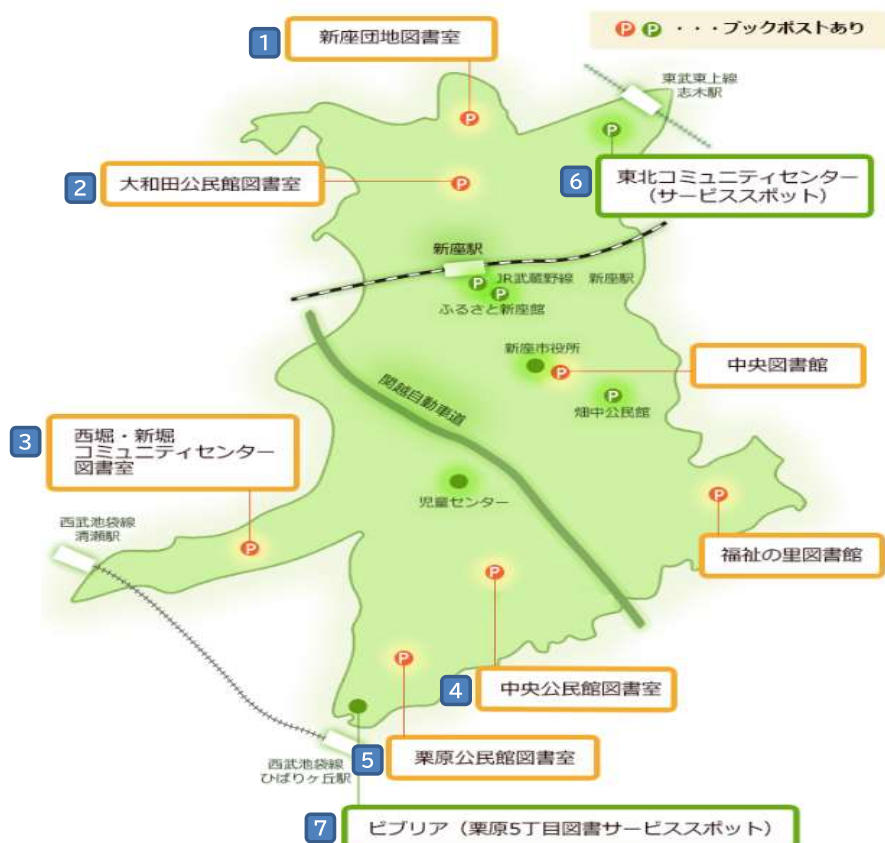 1
新座団地図書室
P P ・・・ブックポストあり
東武東上線
志木駅
P
P
2
大和田公民館図書室
P
6
東北コミュニティセンター
（サービススポット）
新座駅
JR武蔵野線 新座駅
P
P
ふるさと新座館
新座市役所
P
中央図書館
関越自動車道
P
畑中公民館
3
西堀・新堀
コミュニティセンター
図書室
児童センター
P
西武池袋線
清瀬駅
P
福祉の里図書館
P
P
4
中央公民館図書室
5
栗原公民館図書室
西武池袋線
ひばりヶ丘駅
7
ビブリア（栗原5丁目図書サービススポット）